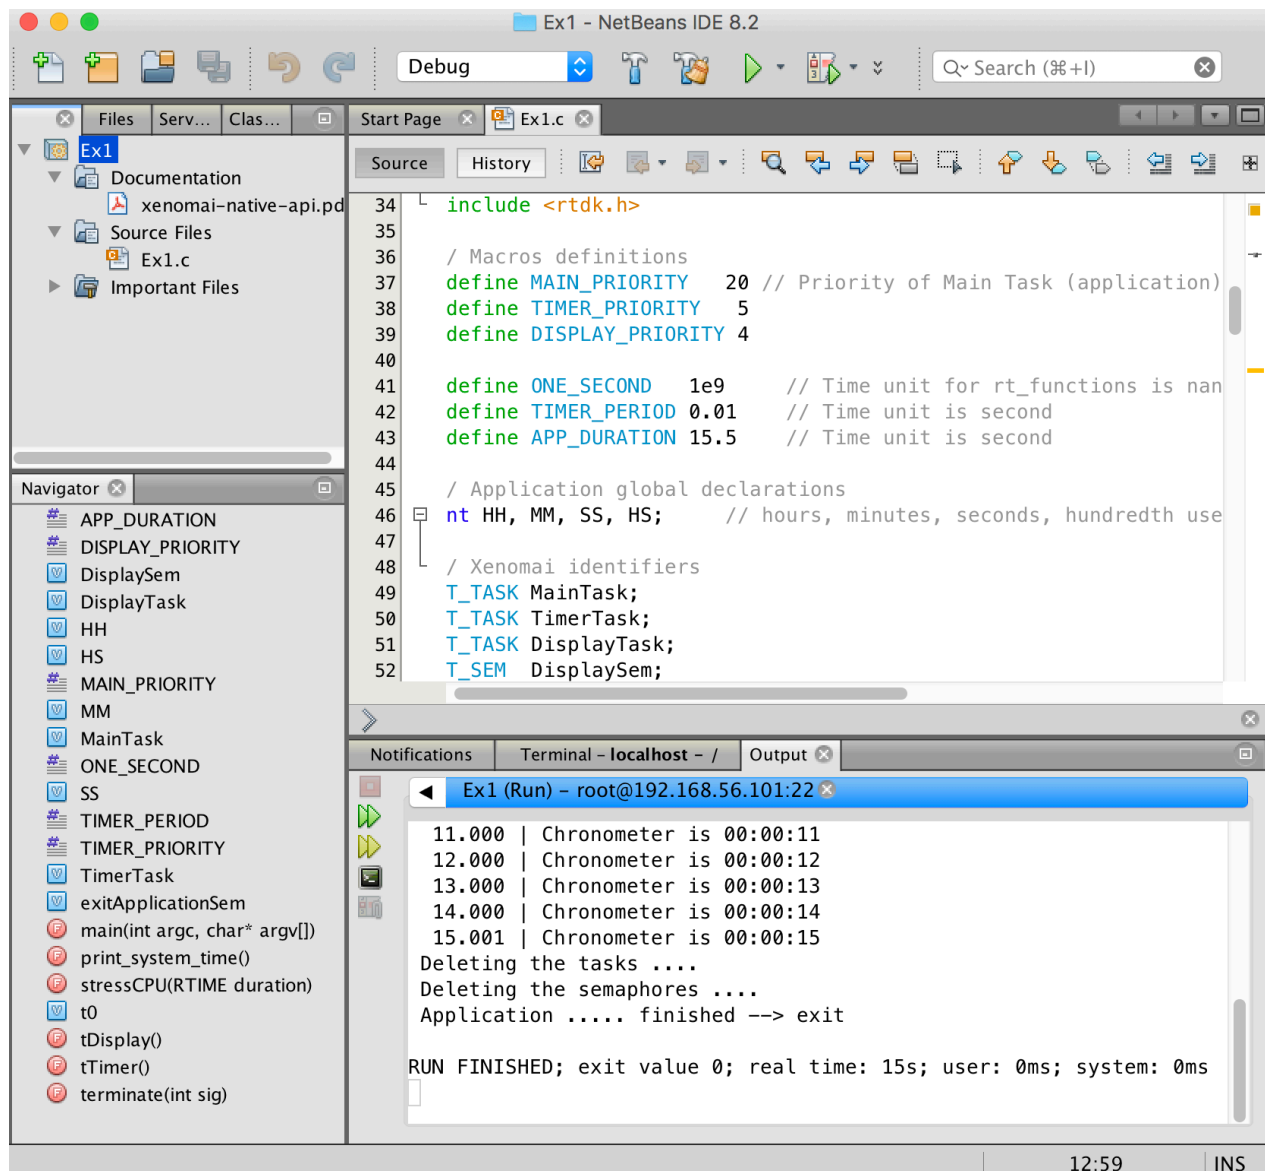 Ex1 - NetBeans IDE 8.2
Debug
Search (⌘+I)
Files
Serv...
Clas...
Start Page
Ex1.c
Ex1
Documentation
xenomai-native-api.pd
Source Files
Ex1.c
Important Files
Source
History
34 include <rtdk.h>
35
36 / Macros definitions
37 define MAIN_PRIORITY   20 // Priority of Main Task (application)
38 define TIMER_PRIORITY   5
39 define DISPLAY_PRIORITY 4
40
41 define ONE_SECOND   1e9     // Time unit for rt_functions is nan
42 define TIMER_PERIOD 0.01    // Time unit is second
43 define APP_DURATION 15.5    // Time unit is second
44
45 / Application global declarations
46 nt HH, MM, SS, HS;     // hours, minutes, seconds, hundredth use
47
48 / Xenomai identifiers
49 T_TASK MainTask;
50 T_TASK TimerTask;
51 T_TASK DisplayTask;
52 T_SEM  DisplaySem;
Navigator
APP_DURATION
DISPLAY_PRIORITY
DisplaySem
DisplayTask
HH
HS
MAIN_PRIORITY
MM
MainTask
ONE_SECOND
SS
TIMER_PERIOD
TIMER_PRIORITY
TimerTask
exitApplicationSem
main(int argc, char* argv[])
print_system_time()
stressCPU(RTIME duration)
t0
tDisplay()
tTimer()
terminate(int sig)
Notifications
Terminal - localhost - /
Output
Ex1 (Run) - root@192.168.56.101:22
11.000 | Chronometer is 00:00:11
12.000 | Chronometer is 00:00:12
13.000 | Chronometer is 00:00:13
14.000 | Chronometer is 00:00:14
15.001 | Chronometer is 00:00:15
Deleting the tasks ....
Deleting the semaphores ....
Application ..... finished --> exit
RUN FINISHED; exit value 0; real time: 15s; user: 0ms; system: 0ms
12:59
INS